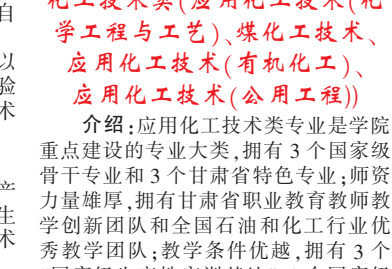 自
化工技术类(应用化工技术(化
学工程与工艺)、煤化工技术、
以
应用化工技术(有机化工)、
验
应用化工技术(公用工程))
术
介绍:应用化工技术类专业是学院
重点建设的专业大类,拥有 3 个国家级
骨干专业和 3 个甘肃省特色专业;师资
力量雄厚,拥有甘肃省职业教育教师教
生
学创新团队和全国石油和化工行业优
术
秀教学团队;教学条件优越,拥有 3 个